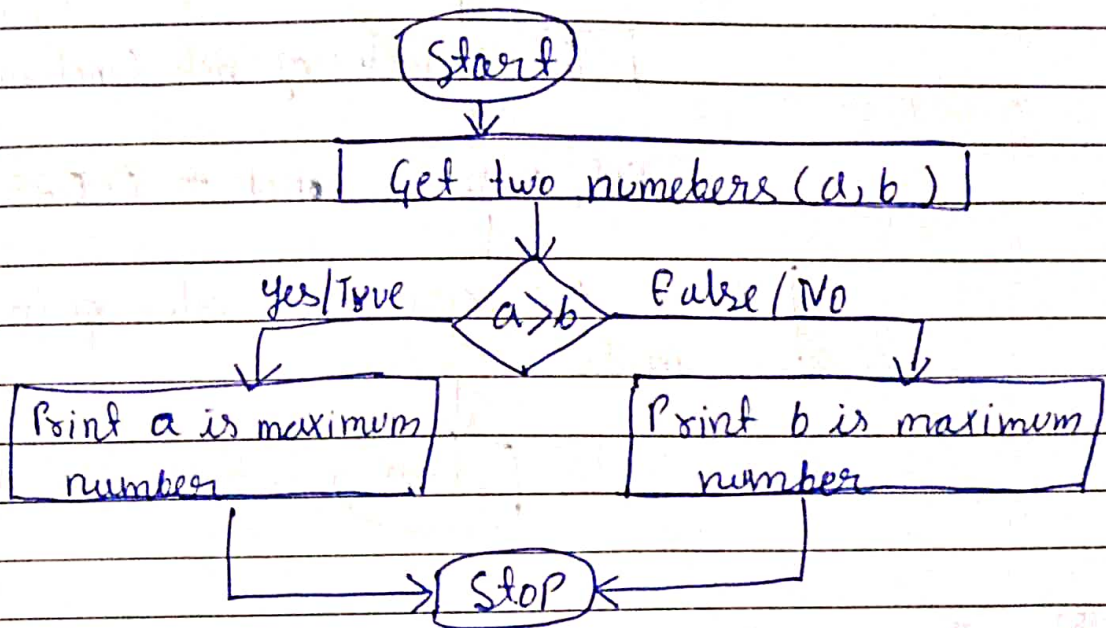 Start
Get two numebers (a, b)
Yes/True
a>b
False/No
Print a is maximum
number
Print b is maximum
number
Stop